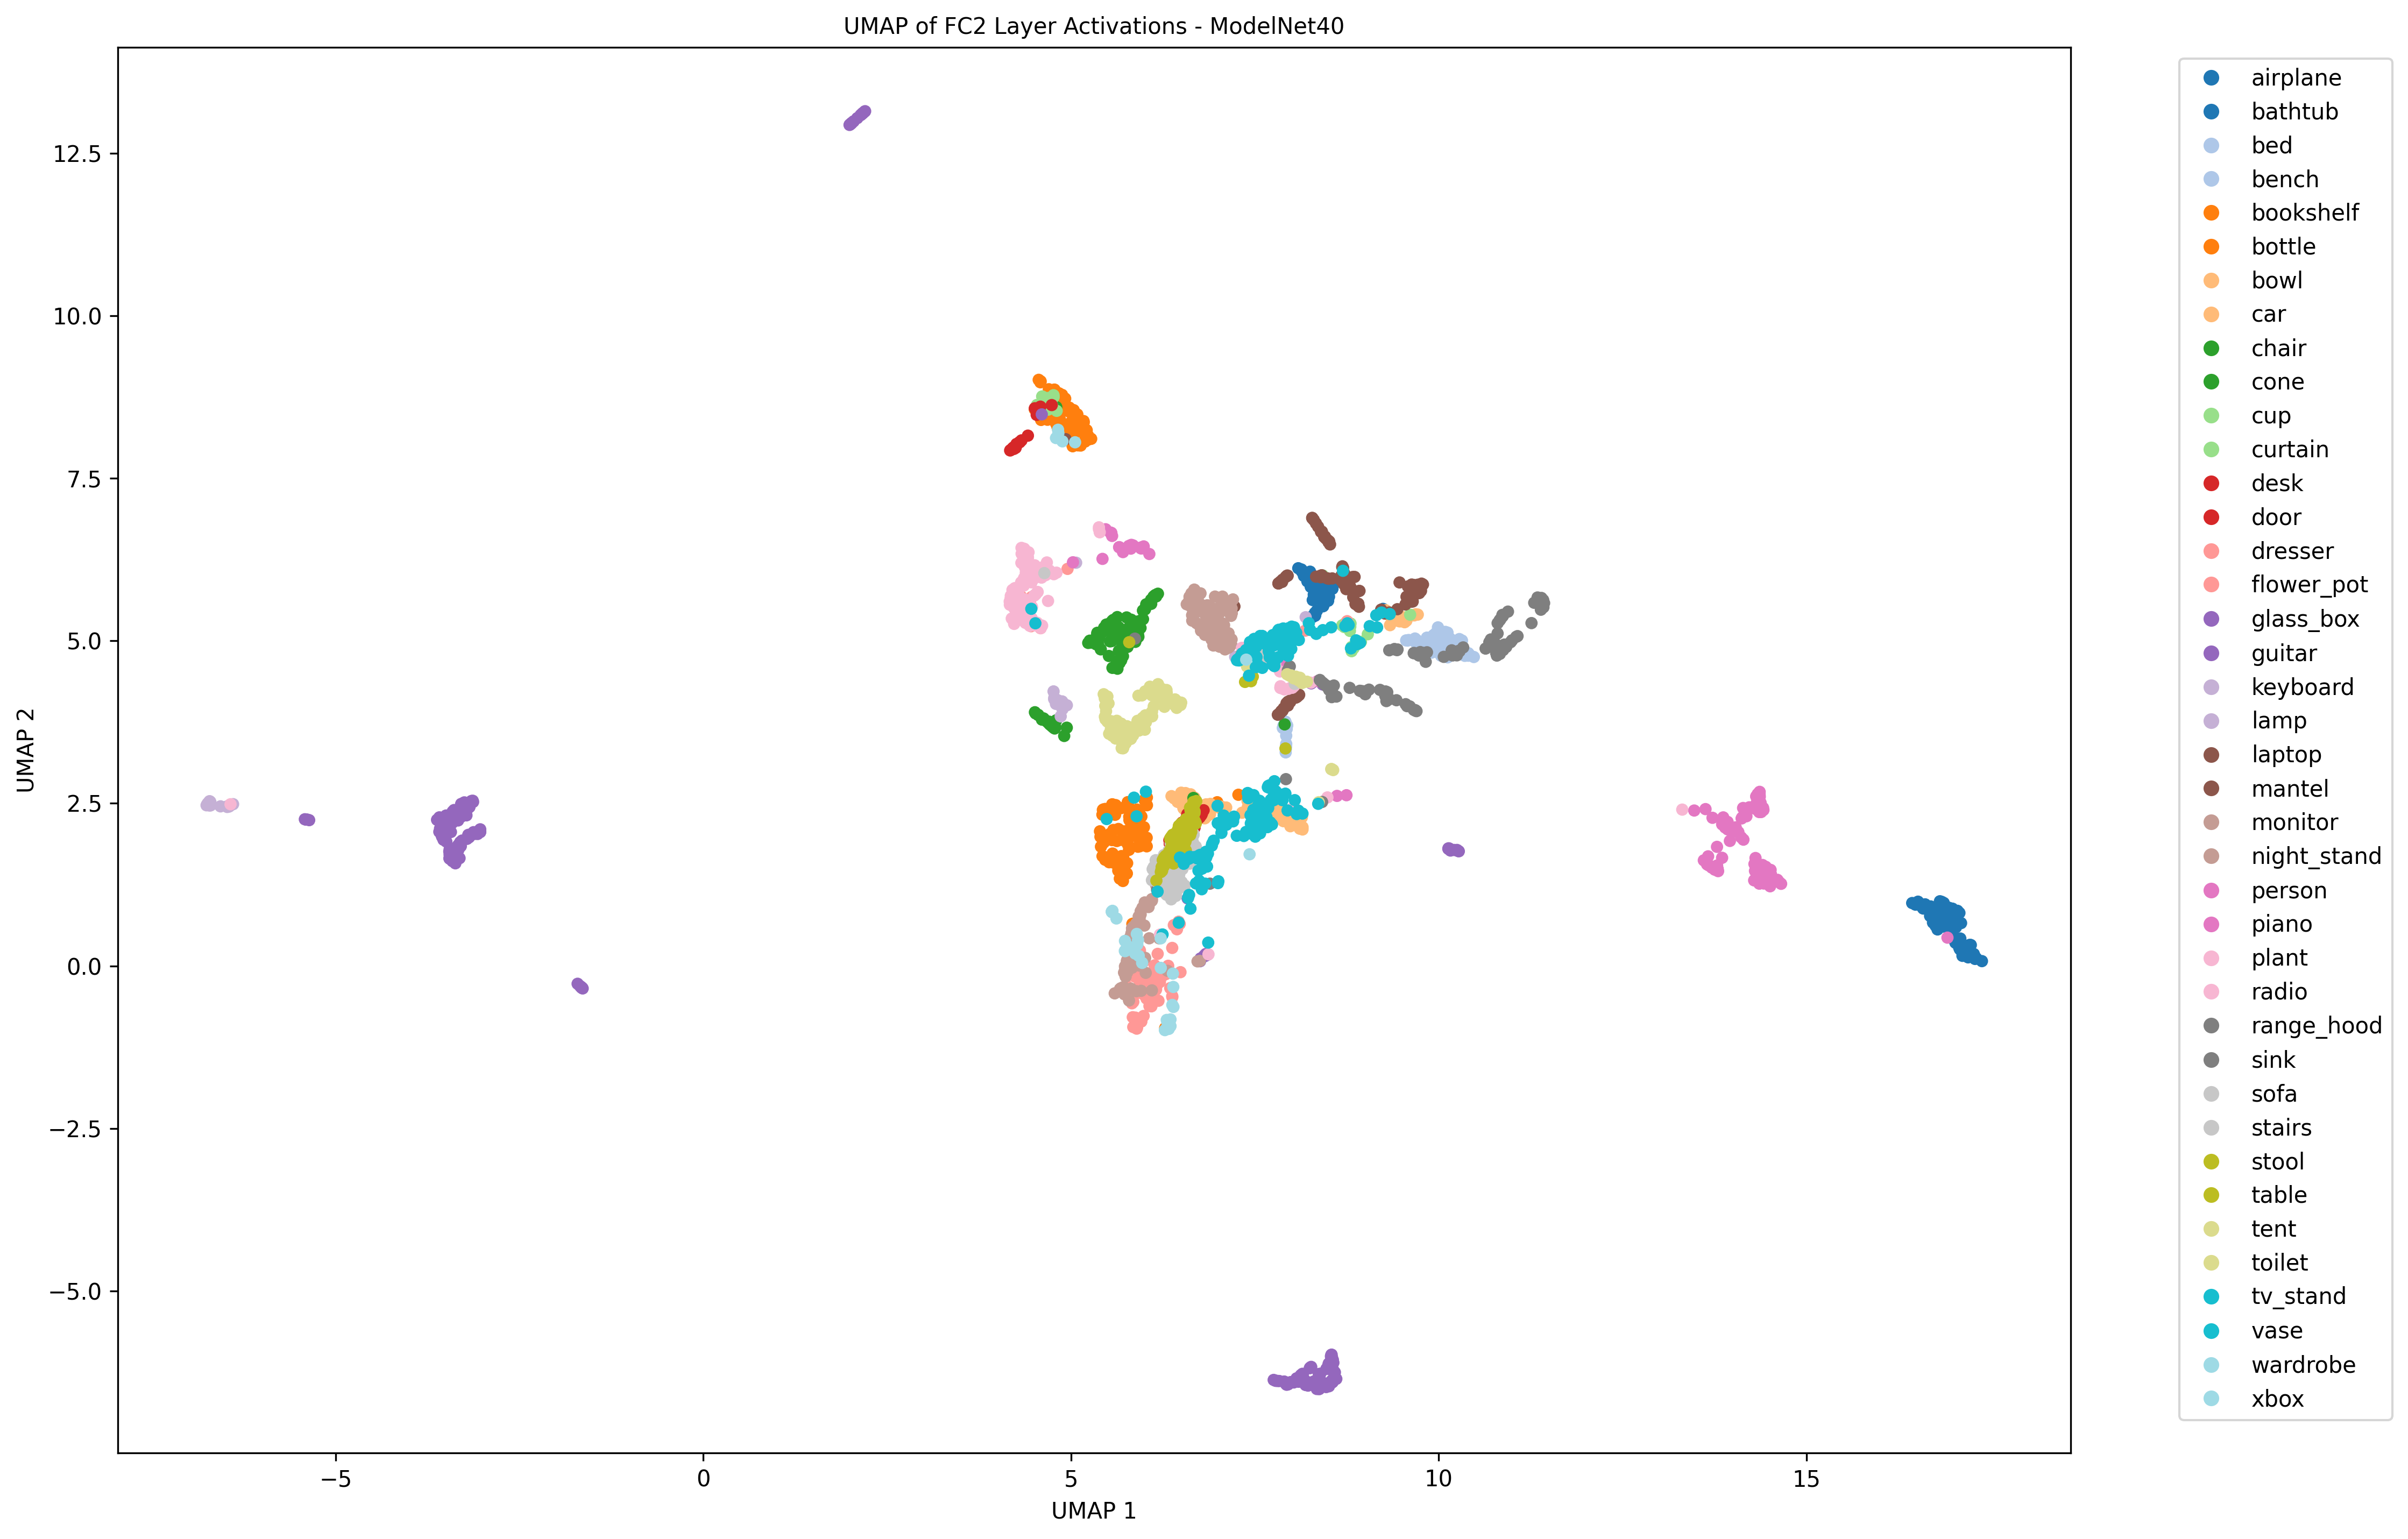 UMAP of FC2 Layer Activations - ModelNet40
12.5
10.0
7.5
5.0
2.5
0.0
−2.5
−5.0
UMAP 2
−5
0
5
10
15
UMAP 1
airplane
bathtub
bed
bench
bookshelf
bottle
bowl
car
chair
cone
cup
curtain
desk
door
dresser
flower_pot
glass_box
guitar
keyboard
lamp
laptop
mantel
monitor
night_stand
person
piano
plant
radio
range_hood
sink
sofa
stairs
stool
table
tent
toilet
tv_stand
vase
wardrobe
xbox